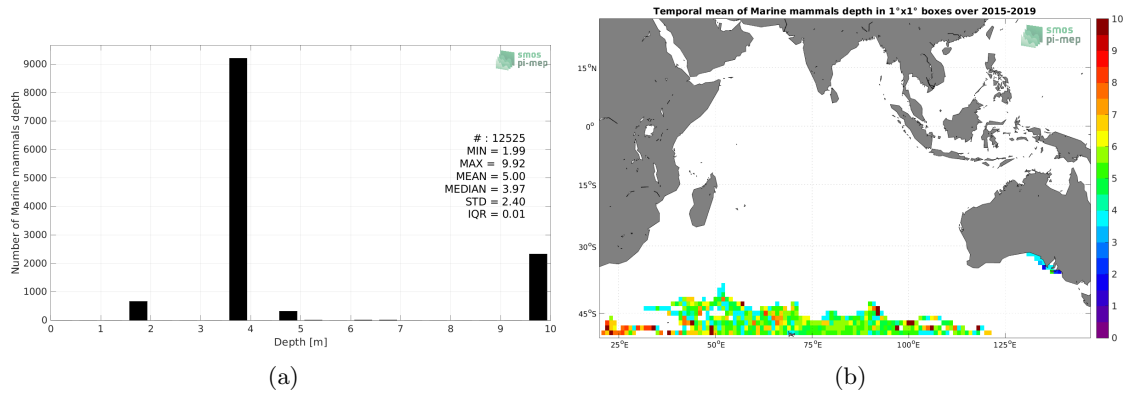 smos
pi-mep
9000
8000
7000
6000
5000
4000
3000
2000
1000
0
Number of Marine mammals depth
# : 12525
MIN = 1.99
MAX = 9.92
MEAN = 5.00
MEDIAN = 3.97
STD = 2.40
IQR = 0.01
0 1 2 3 4 5 6 7 8 9 10
Depth [m]
(a)
Temporal mean of Marine mammals depth in 1°x1° boxes over 2015-2019
smos
pi-mep
15°N
0°
15°S
30°S
45°S
25°E 50°E 75°E 100°E 125°E
10
9
8
7
6
5
4
3
2
1
0
(b)